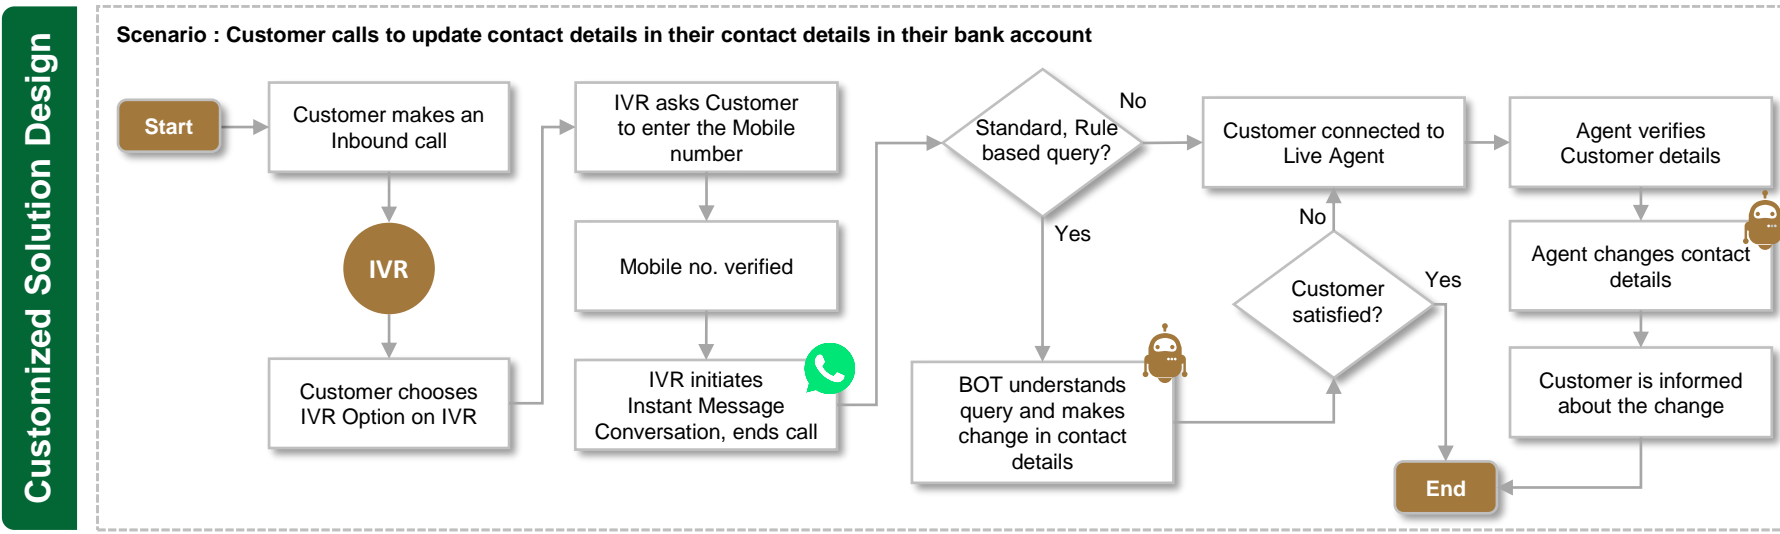 Customized Solution Design
Scenario : Customer calls to update contact details in their contact details in their bank account
Start
Customer makes an
Inbound call
IVR
Customer chooses
IVR Option on IVR
IVR asks Customer
to enter the Mobile
number
Mobile no. verified
IVR initiates
Instant Message
Conversation, ends call
Standard, Rule
based query?
No
Yes
BOT understands
query and makes
change in contact
details
Customer connected to
Live Agent
No
Customer
satisfied?
Yes
Agent verifies
Customer details
Agent changes contact
details
Customer is informed
about the change
End